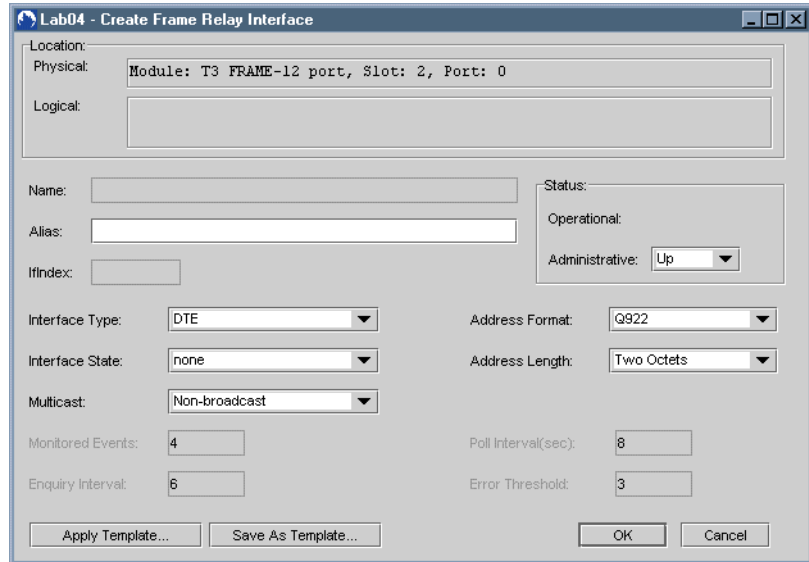 Lab04 - Create Frame Relay Interface
Location:
Physical: Module: T3 FRAME-12 port, Slot: 2, Port: 0
Logical:
Name:
Status:
Alias:
Operational:
IfIndex:
Administrative: Up
Interface Type: DTE Address Format: Q922
Interface State: none Address Length: Two Octets
Multicast: Non-broadcast
Monitored Events: 4 Poll Interval(sec): 8
Enquiry Interval: 6 Error Threshold: 3
Apply Template... Save As Template... OK Cancel